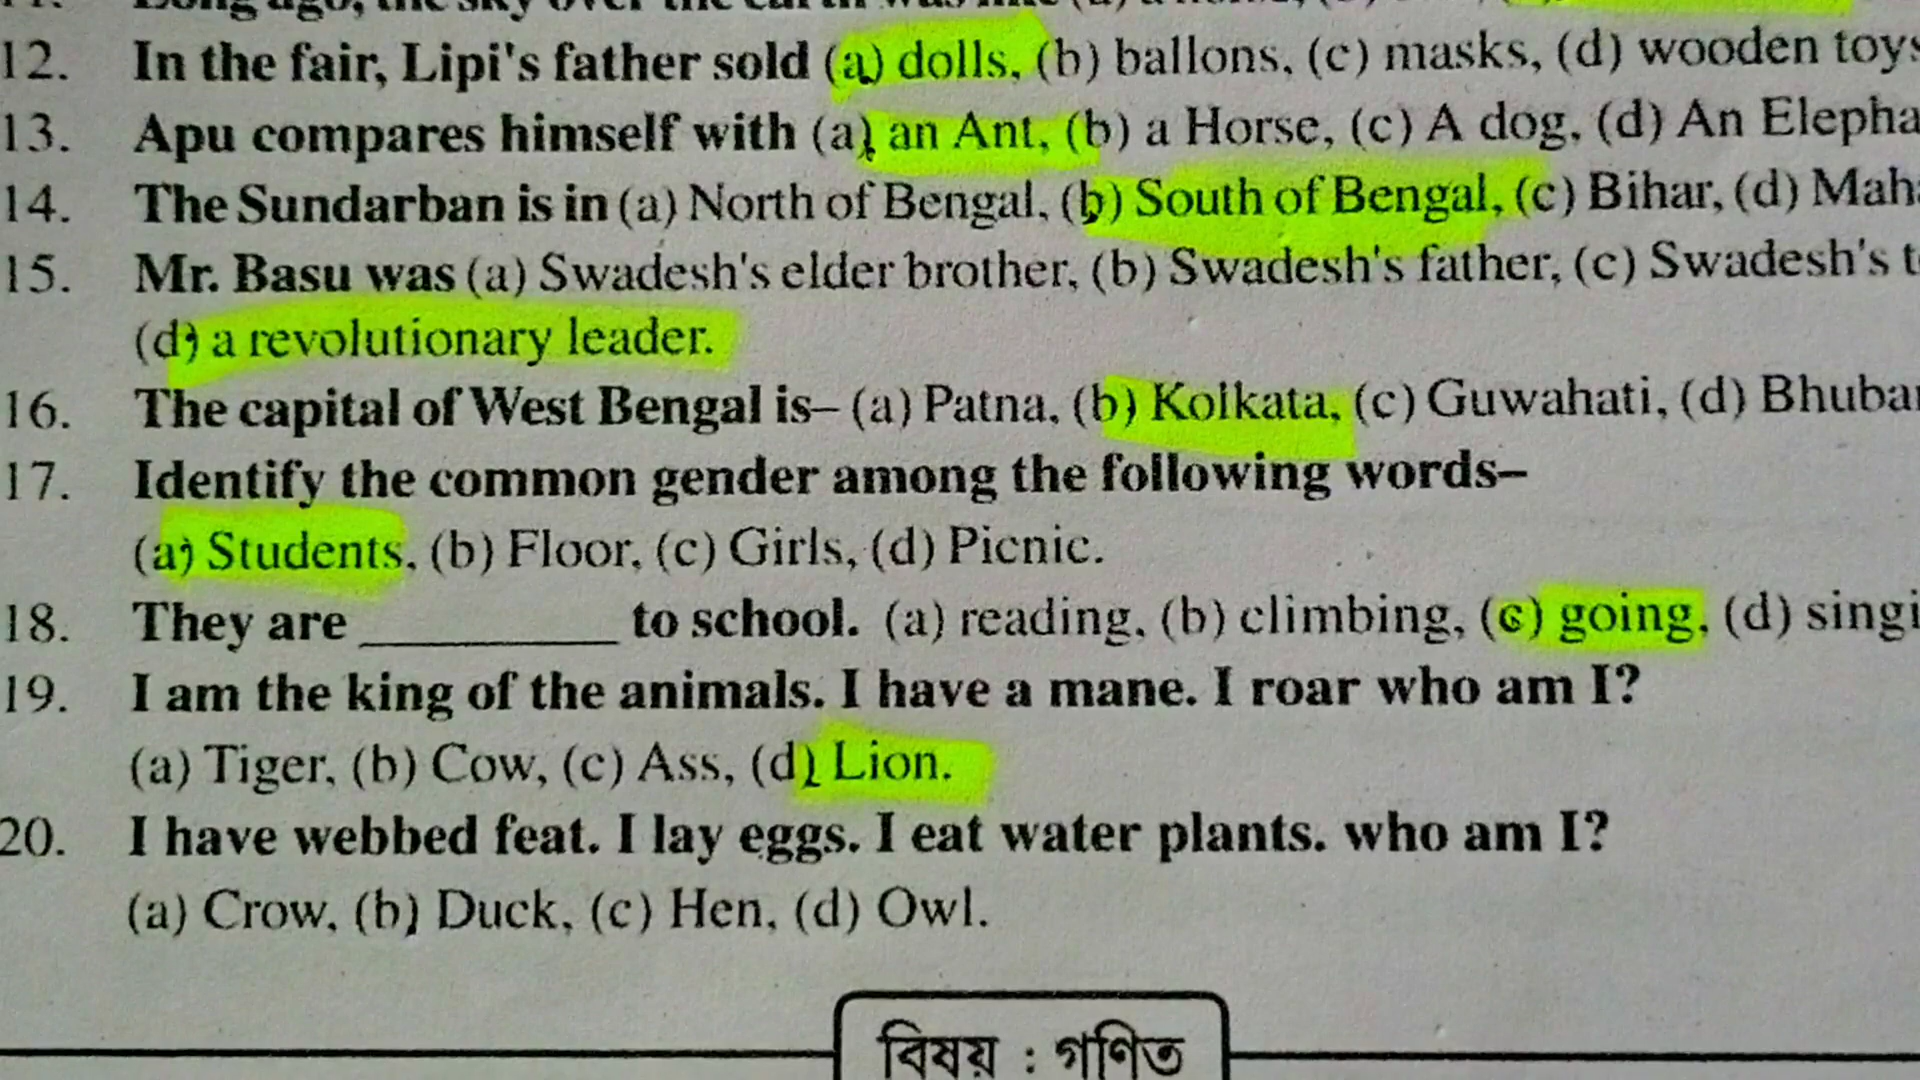 12. In the fair, Lipi's father sold (a) dolls, (b) ballons, (c) masks, (d) wooden toys
13. Apu compares himself with (a) an Ant, (b) a Horse, (c) A dog, (d) An Elepha
14. The Sundarban is in (a) North of Bengal, (b) South of Bengal, (c) Bihar, (d) Mah
15. Mr. Basu was (a) Swadesh's elder brother, (b) Swadesh's father, (c) Swadesh's t
(d) a revolutionary leader.
16. The capital of West Bengal is– (a) Patna, (b) Kolkata, (c) Guwahati, (d) Bhuba
17. Identify the common gender among the following words–
(a) Students, (b) Floor, (c) Girls, (d) Picnic.
18. They are __________ to school. (a) reading, (b) climbing, (c) going, (d) singi
19. I am the king of the animals. I have a mane. I roar who am I?
(a) Tiger, (b) Cow, (c) Ass, (d) Lion.
20. I have webbed feat. I lay eggs. I eat water plants. who am I?
(a) Crow, (b) Duck, (c) Hen, (d) Owl.
বিষয় : গণিত